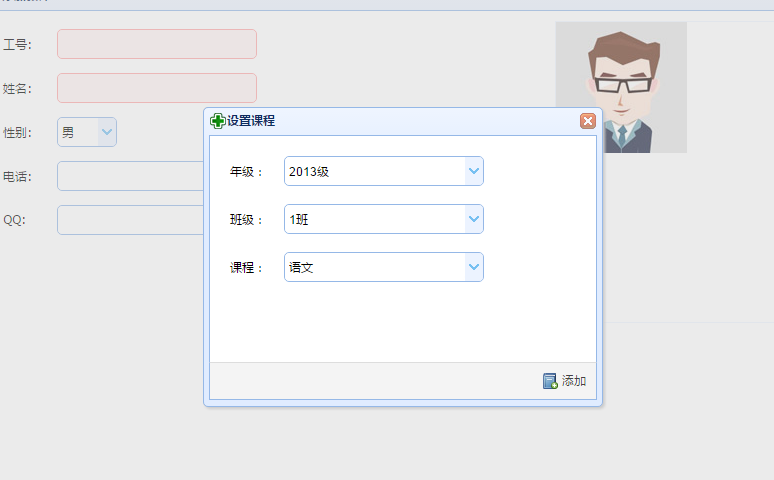 工号:
姓名:
性别:
男
电话:
QQ:
设置课程
年级：
2013级
班级：
1班
课程：
语文
添加